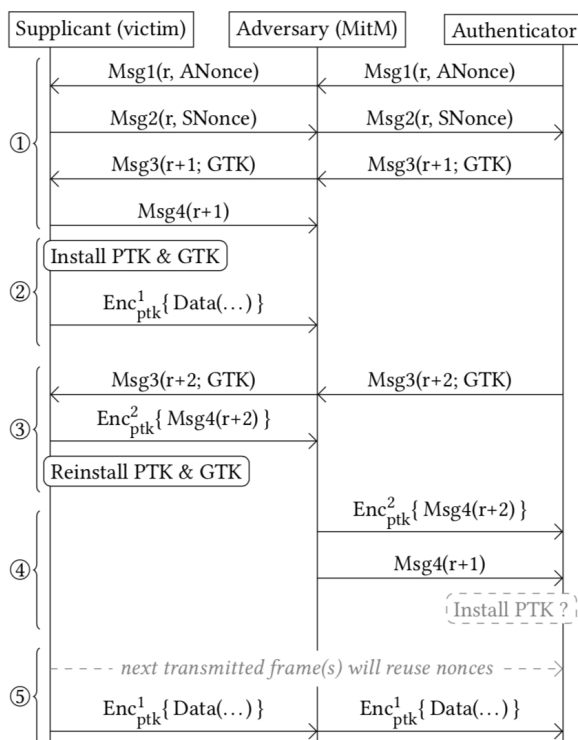 Supplicant (victim) Adversary (MitM) Authenticator
Msg1(r, ANonce) Msg1(r, ANonce)
Msg2(r, SNonce) Msg2(r, SNonce)
①
Msg3(r+1; GTK) Msg3(r+1; GTK)
Msg4(r+1)
Install PTK & GTK
②
Enc¹ₚₜₖ{ Data(…) }
Msg3(r+2; GTK) Msg3(r+2; GTK)
③
Enc²ₚₜₖ{ Msg4(r+2) }
Reinstall PTK & GTK
Enc²ₚₜₖ{ Msg4(r+2) }
④
Msg4(r+1)
Install PTK ?
next transmitted frame(s) will reuse nonces
⑤
Enc¹ₚₜₖ{ Data(…) } Enc¹ₚₜₖ{ Data(…) }